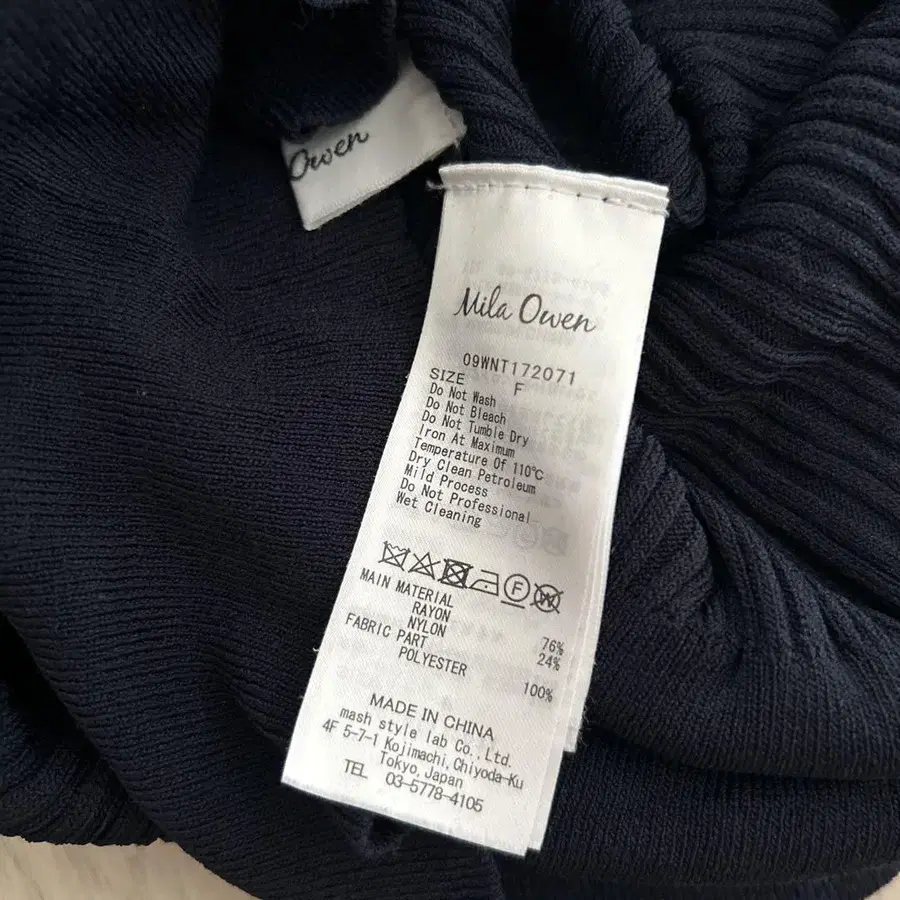 Owen
Mila Owen
09WNT172071
SIZE F
Do Not Wash
Do Not Bleach
Do Not Tumble Dry
Iron At Maximum
Temperature Of 110℃
Dry Clean Petroleum
Mild Process
Do Not Professional
Wet Cleaning
F W
MAIN MATERIAL
RAYON 76%
NYLON 24%
FABRIC PART
POLYESTER 100%
MADE IN CHINA
mash style lab Co., Ltd.
4F 5-7-1 Kojimachi, Chiyoda-Ku
Tokyo, Japan
TEL 03-5778-4105